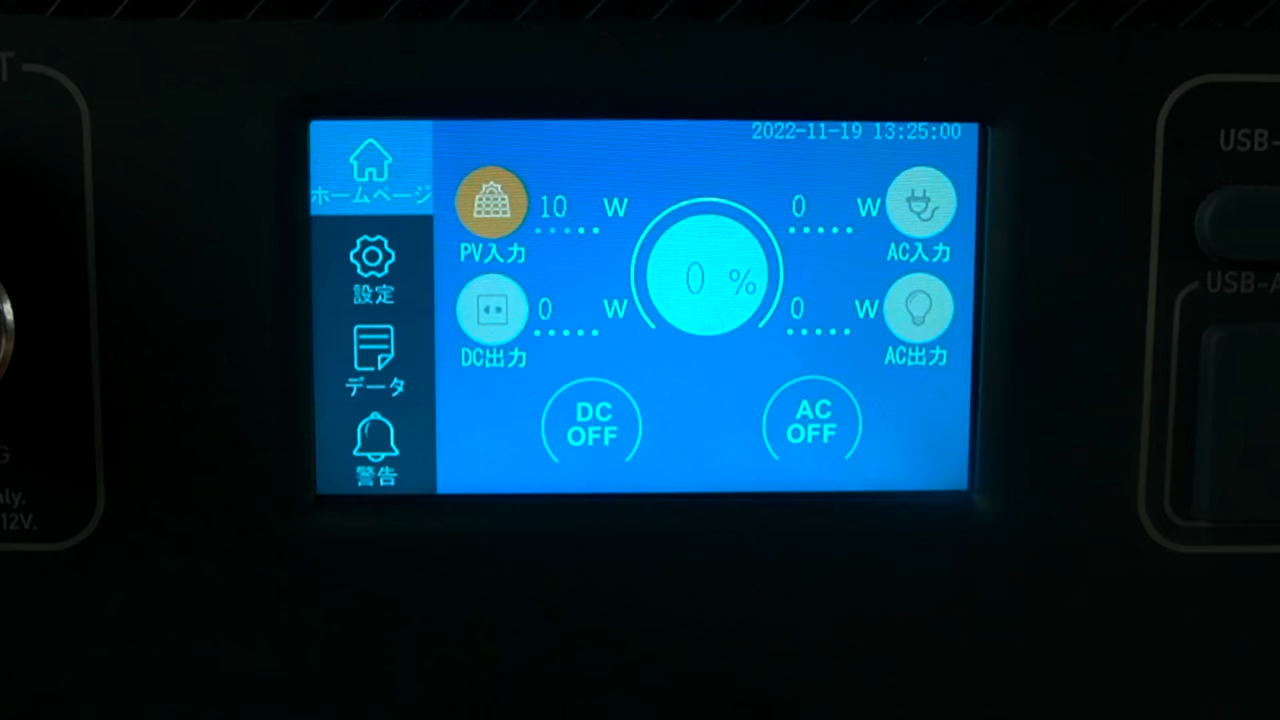 T
2022-11-19 13:25:00
ホームページ
設定
データ
警告
10 W
PV入力
0 W
DC出力
0 %
0 W
AC入力
0 W
AC出力
DC
OFF
AC
OFF
G
12V.
USB-
USB-A